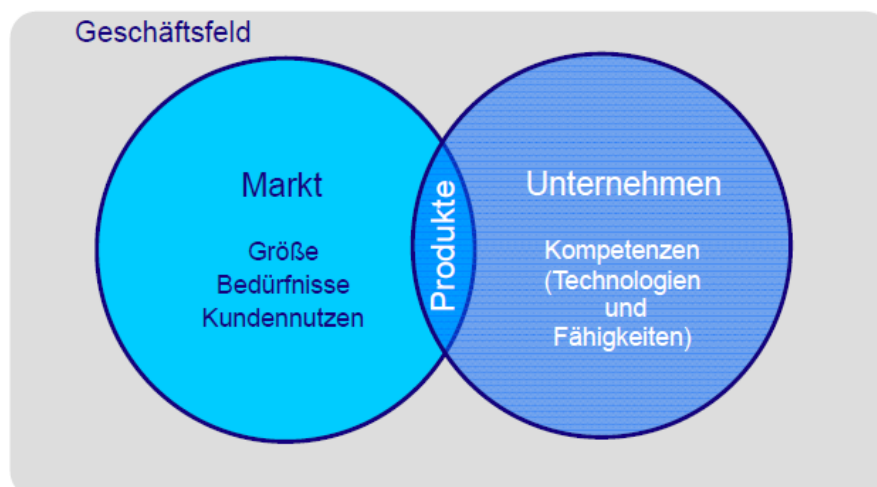 Geschäftsfeld
Markt
Größe
Bedürfnisse
Kundennutzen
Produkte
Unternehmen
Kompetenzen
(Technologien
und
Fähigkeiten)